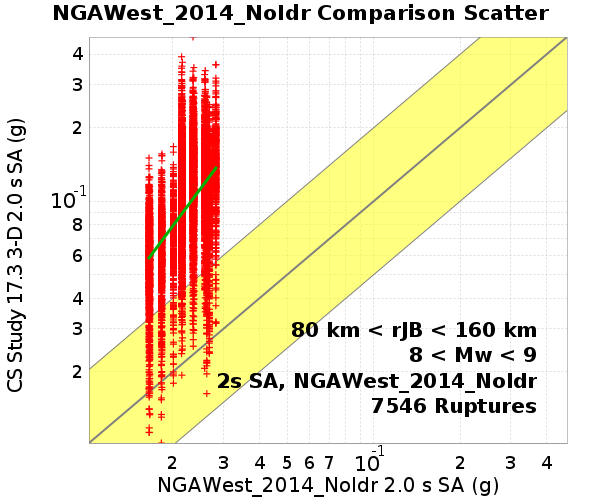 NGAWest_2014_NoIdr Comparison Scatter
CS Study 17.3 3-D 2.0 s SA (g)
4
3
2
10-1
8
6
4
3
2
80 km < rJB < 160 km
8 < Mw < 9
2s SA, NGAWest_2014_NoIdr
7546 Ruptures
2 3 4 5 6 7 10-1 2 3 4
NGAWest_2014_NoIdr 2.0 s SA (g)